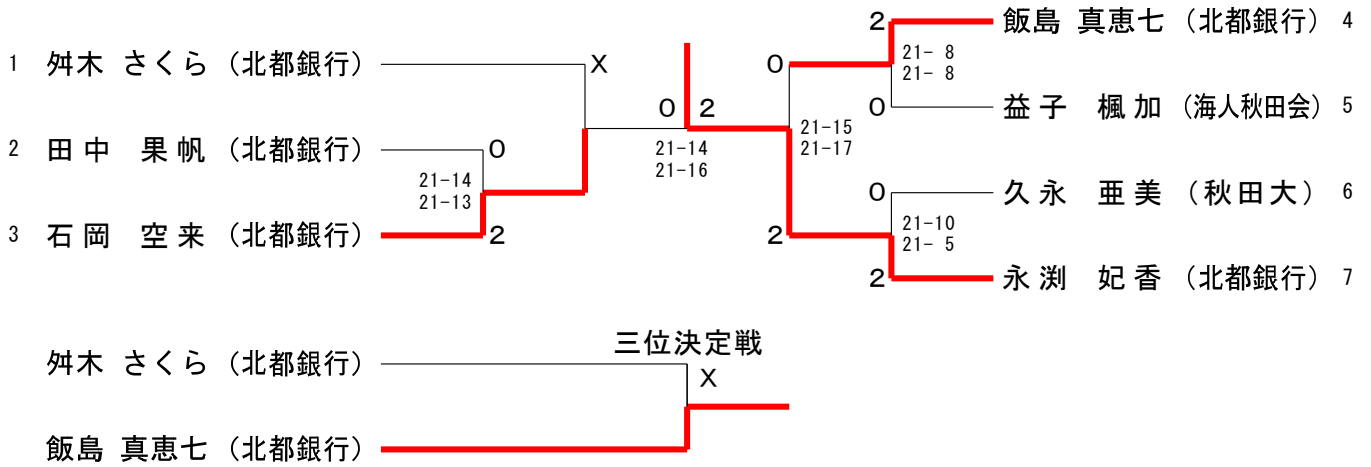 1 舛木 さくら (北都銀行)
X
2 田中 果帆 (北都銀行)
0
21-14
21-13
3 石岡 空来 (北都銀行)
2
0 2
21-14
21-16
2 飯島 真恵七 (北都銀行) 4
21- 8
21- 8
0
0 益子 楓加 (海人秋田会) 5
21-15
21-17
0 久永 亜美 (秋田大) 6
21-10
21- 5
2
2 永渕 妃香 (北都銀行) 7
三位決定戦
舛木 さくら (北都銀行)
X
飯島 真恵七 (北都銀行)